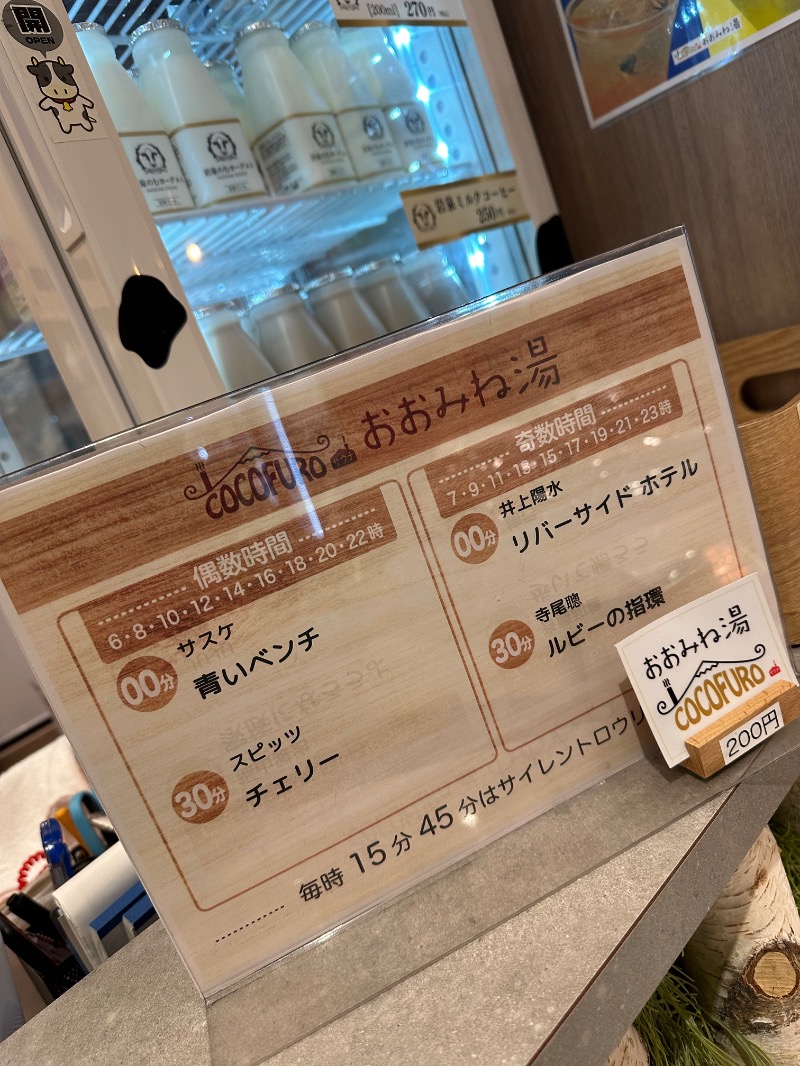 開
OPEN
[200ml] 270円
岩泉ミルクコーヒー
250円
おおみね湯
COCOFURO
おおみね湯
偶数時間
6・8・10・12・14・16・18・20・22時
00分
サスケ
青いベンチ
30分
スピッツ
チェリー
奇数時間
7・9・11・13・15・17・19・21・23時
00分
井上陽水
リバーサイド ホテル
30分
寺尾聰
ルビーの指環
毎時 15分 45分はサイレントロウリ
おおみね湯
COCOFURO
200円